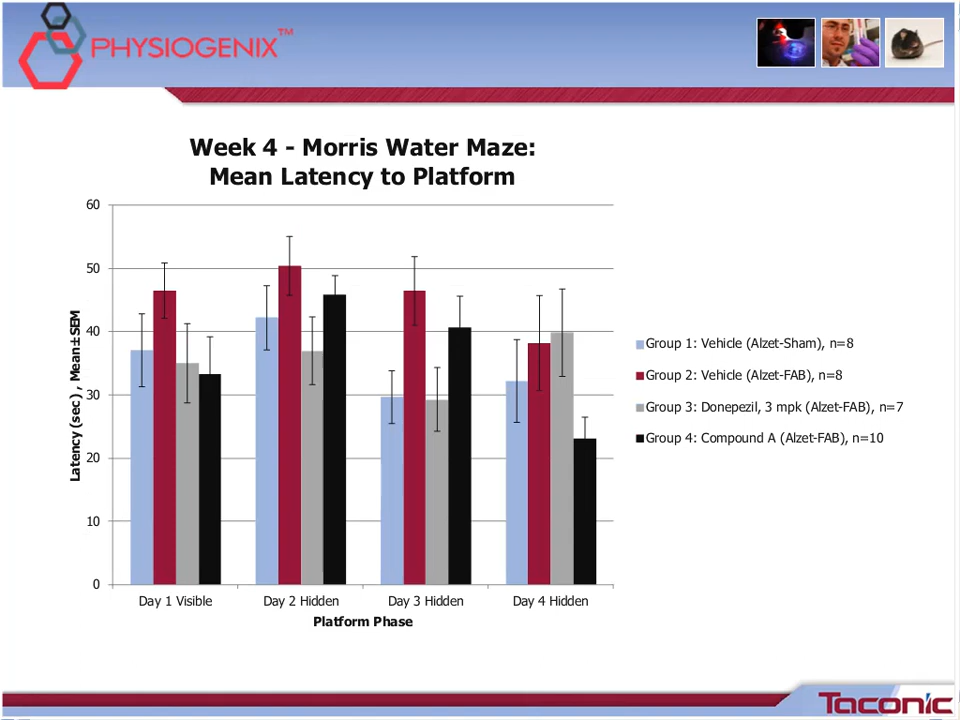 PHYSIOGENIX™
Week 4 - Morris Water Maze:
Mean Latency to Platform
60
50
40
30
20
10
0
Latency (sec) , Mean±SEM
Day 1 Visible
Day 2 Hidden
Day 3 Hidden
Day 4 Hidden
Platform Phase
Group 1: Vehicle (Alzet-Sham), n=8
Group 2: Vehicle (Alzet-FAB), n=8
Group 3: Donepezil, 3 mpk (Alzet-FAB), n=7
Group 4: Compound A (Alzet-FAB), n=10
Taconic